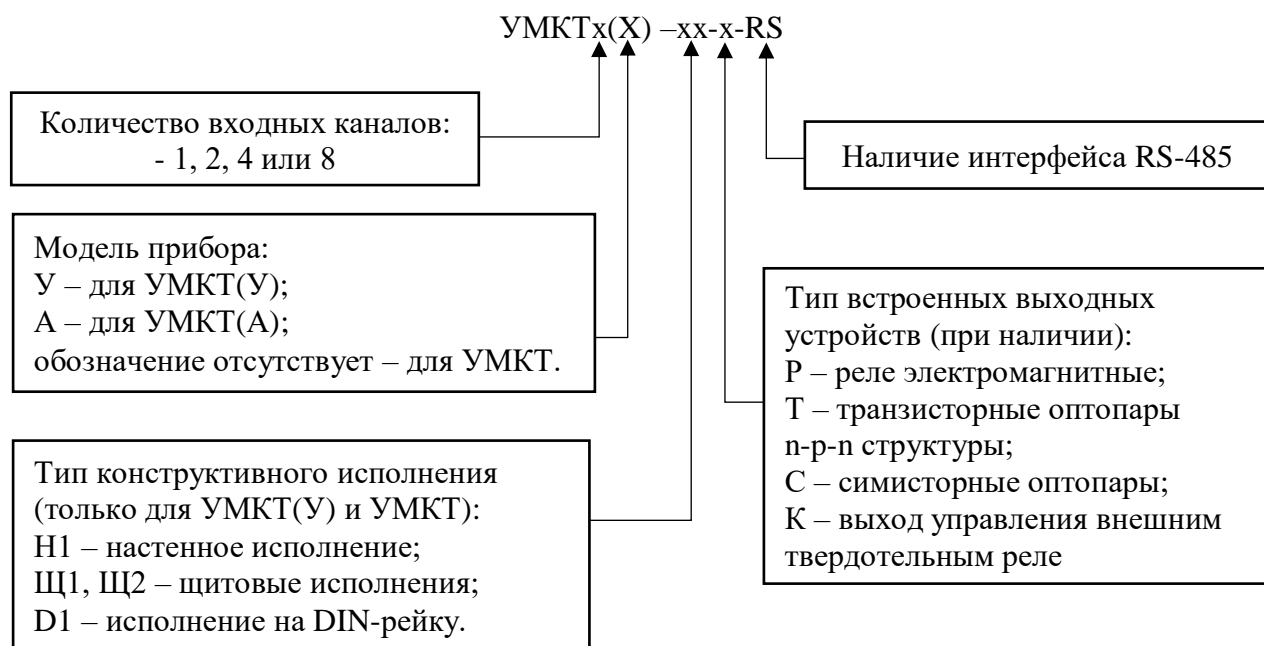 УМКТх(Х) –хх-х-RS
Количество входных каналов:
- 1, 2, 4 или 8
Наличие интерфейса RS-485
Модель прибора:
У – для УМКТ(У);
А – для УМКТ(А);
обозначение отсутствует – для УМКТ.
Тип встроенных выходных
устройств (при наличии):
Р – реле электромагнитные;
Т – транзисторные оптопары
n-p-n структуры;
С – симисторные оптопары;
К – выход управления внешним
твердотельным реле
Тип конструктивного исполнения
(только для УМКТ(У) и УМКТ):
Н1 – настенное исполнение;
Щ1, Щ2 – щитовые исполнения;
D1 – исполнение на DIN-рейку.